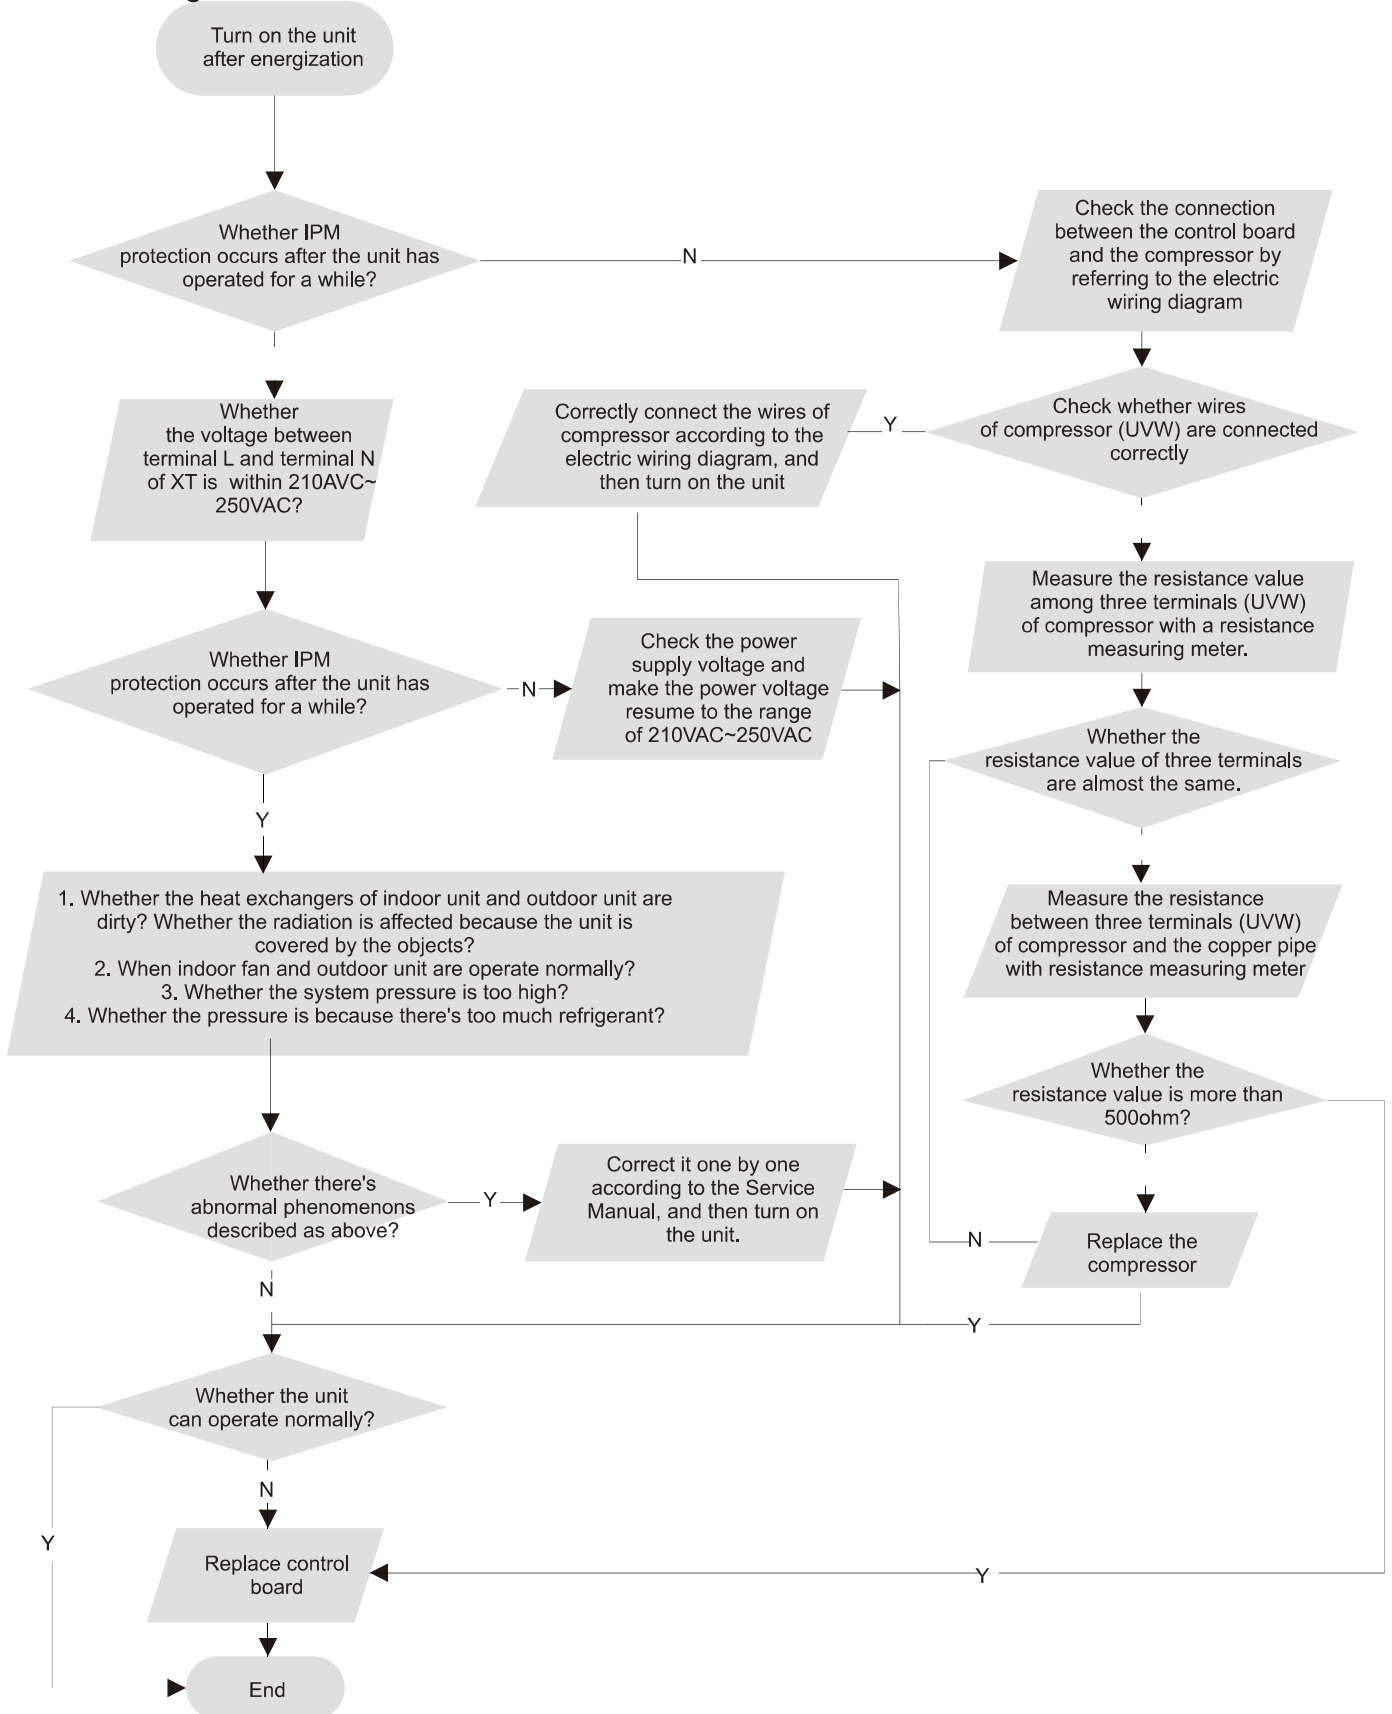 Turn on the unit
after energization
Whether IPM
protection occurs after the unit has
operated for a while?
N
Check the connection
between the control board
and the compressor by
referring to the electric
wiring diagram
Whether
the voltage between
terminal L and terminal N
of XT is within 210AVC~
250VAC?
Correctly connect the wires of
compressor according to the
electric wiring diagram, and
then turn on the unit
Y
Check whether wires
of compressor (UVW) are connected
correctly
Measure the resistance value
among three terminals (UVW)
of compressor with a resistance
measuring meter.
Whether IPM
protection occurs after the unit has
operated for a while?
N
Check the power
supply voltage and
make the power voltage
resume to the range
of 210VAC~250VAC
Whether the
resistance value of three terminals
are almost the same.
Y
1. Whether the heat exchangers of indoor unit and outdoor unit are
dirty? Whether the radiation is affected because the unit is
covered by the objects?
2. When indoor fan and outdoor unit are operate normally?
3. Whether the system pressure is too high?
4. Whether the pressure is because there's too much refrigerant?
Measure the resistance
between three terminals (UVW)
of compressor and the copper pipe
with resistance measuring meter
Whether the
resistance value is more than
500ohm?
Whether there's
abnormal phenomenons
described as above?
Y
Correct it one by one
according to the Service
Manual, and then turn on
the unit.
N
Replace the
compressor
N
Y
Whether the unit
can operate normally?
N
Y
Replace control
board
Y
End